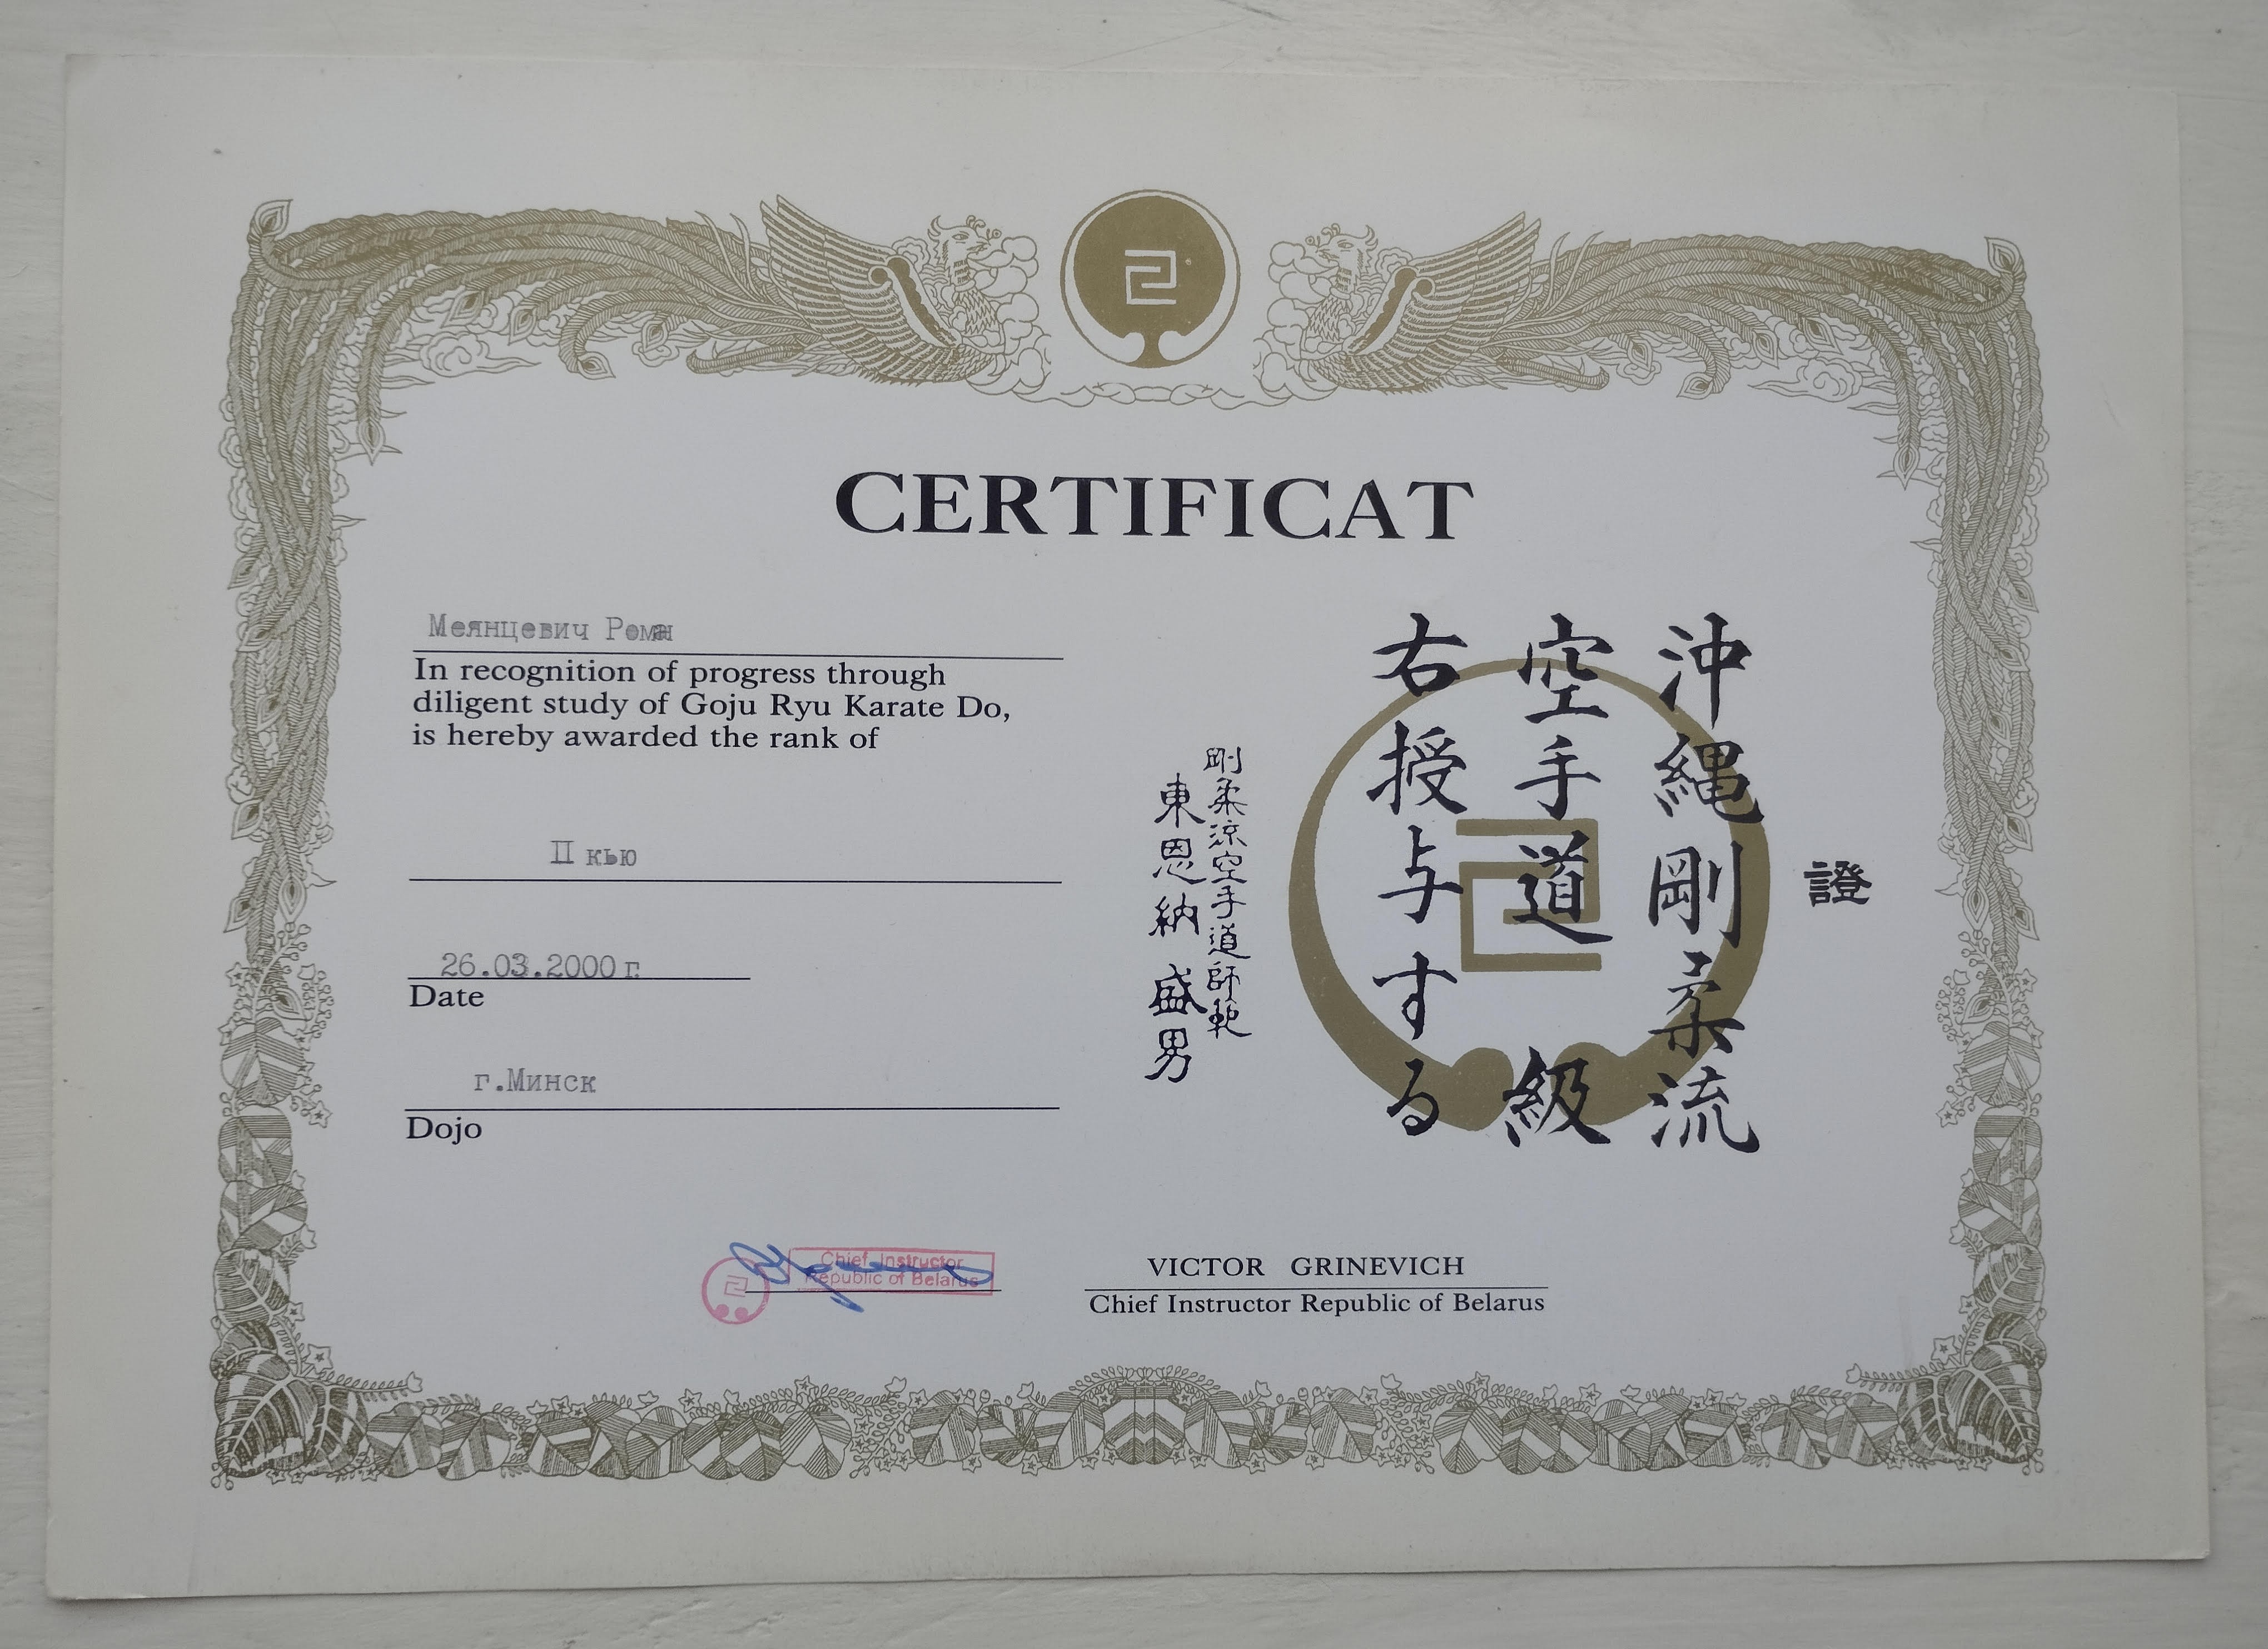 CERTIFICAT
Меянцевич Роман
In recognition of progress through
diligent study of Goju Ryu Karate Do,
is hereby awarded the rank of
II кью
26.03.2000 г.
Date
г.Минск
Dojo
證
沖縄剛柔流
空手道 級
右授与する
剛柔流空手道師範
東恩納 盛男
Chief Instructor
Republic of Belarus
VICTOR GRINEVICH
Chief Instructor Republic of Belarus